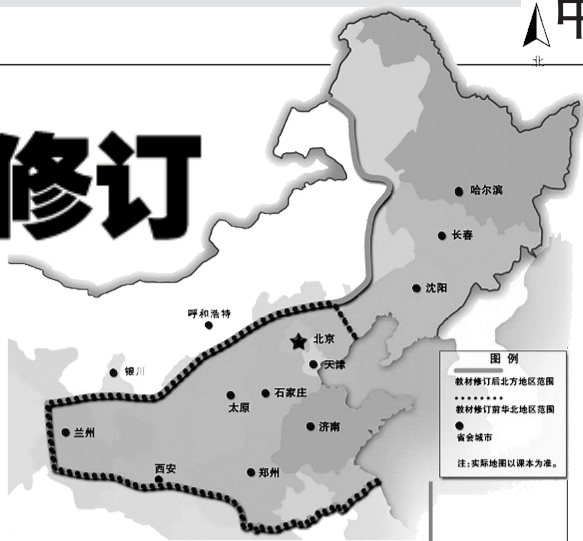 北
修订
哈尔滨
长春
沈阳
呼和浩特
北京
天津
银川
石家庄
太原
济南
兰州
西安
郑州
图 例
教材修订后北方地区范围
教材修订前华北地区范围
省会城市
注:实际地图以课本为准。